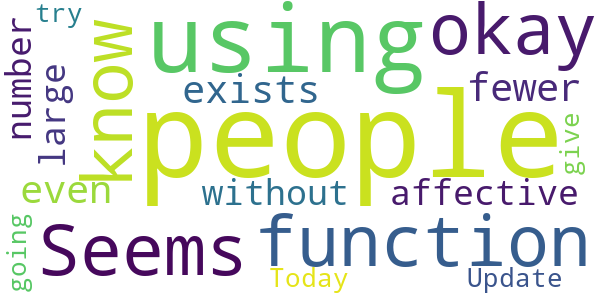 try
using
okay
number
know
large
exists
fewer
people
give
even
without
affective
going
Seems
function
Today
Update